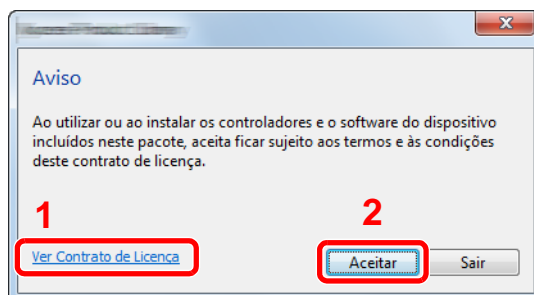 Aviso
Ao utilizar ou ao instalar os controladores e o software do dispositivo
incluídos neste pacote, aceita ficar sujeito aos termos e às condições
deste contrato de licença.
1
2
Ver Contrato de Licença
Aceitar
Sair